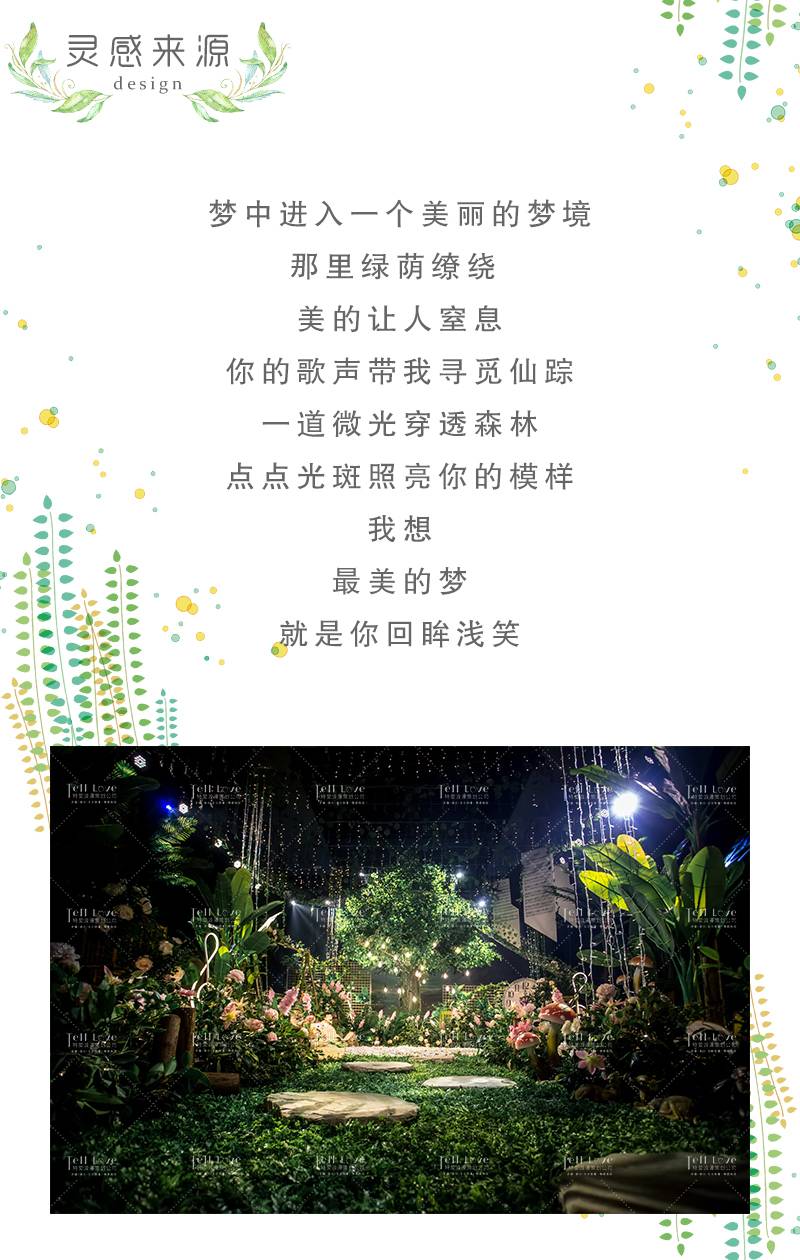 灵感来源
design
梦中进入一个美丽的梦境
那里绿荫缭绕
美的让人窒息
你的歌声带我寻觅仙踪
一道微光穿透森林
点点光斑照亮你的模样
我想
最美的梦
就是你回眸浅笑
Tell Love